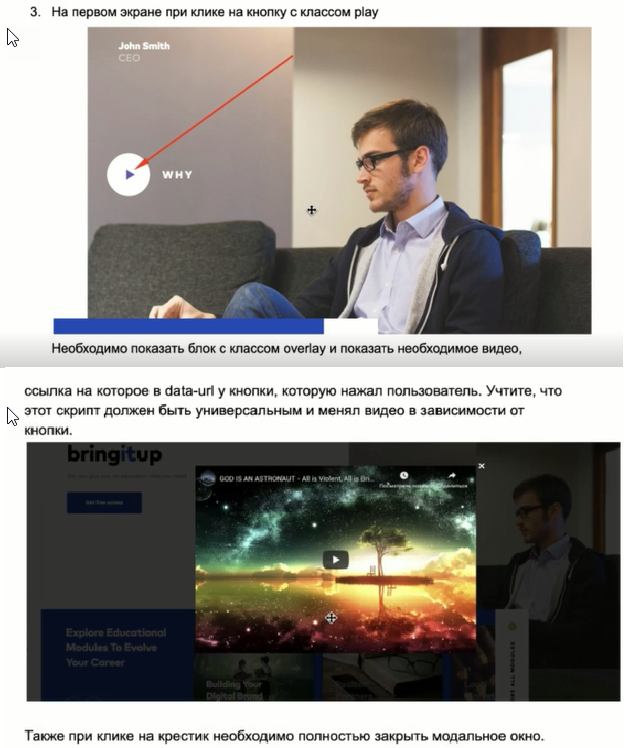 3. На первом экране при клике на кнопку с классом play
John Smith
CEO
WHY
Необходимо показать блок с классом overlay и показать необходимое видео,
ссылка на которое в data-url у кнопки, которую нажал пользователь. Учтите, что
этот скрипт должен быть универсальным и менял видео в зависимости от
кнопки.
bringitup
GOD IS AN ASTRONAUT - All is Violent, All is Bri...
Explore Educational
Modules To Evolve
Your Career
Building Your
Digital Brand
ALL MODULES
Также при клике на крестик необходимо полностью закрыть модальное окно.